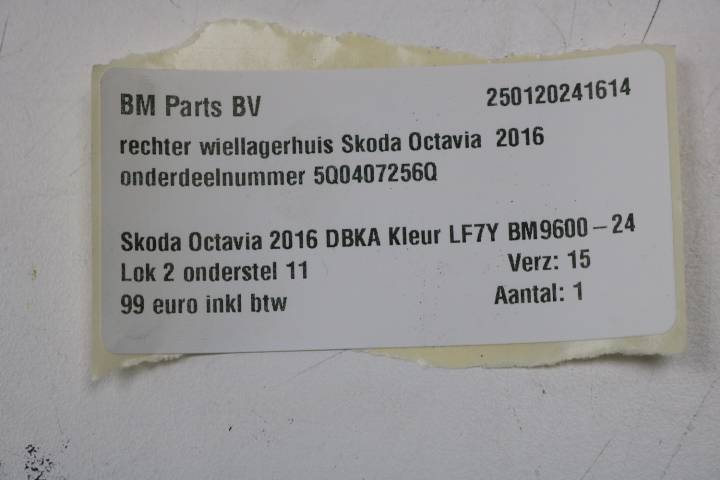 BM Parts BV 250120241614
rechter wiellagerhuis Skoda Octavia 2016
onderdeelnummer 5Q0407256Q
Skoda Octavia 2016 DBKA Kleur LF7Y BM9600-24
Lok 2 onderstel 11 Verz: 15
99 euro inkl btw Aantal: 1